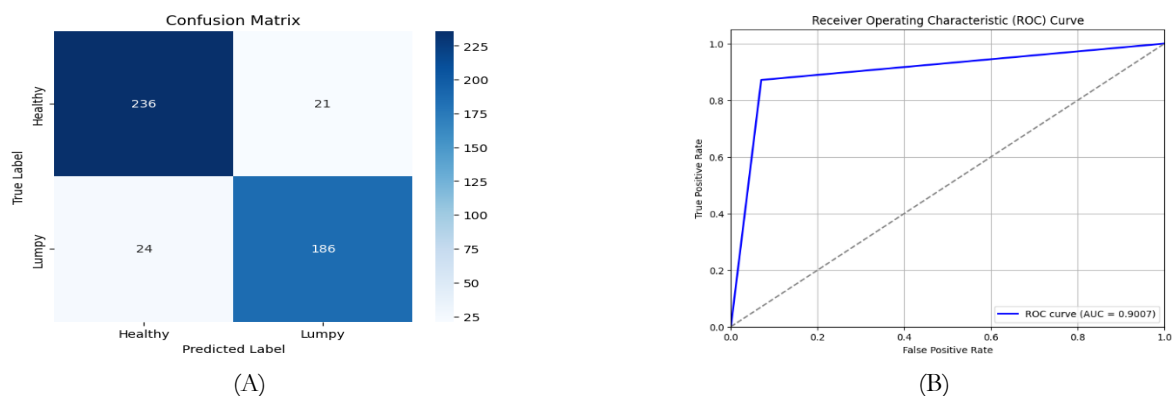 Confusion Matrix
Healthy
236
21
Lumpy
24
186
True Label
Healthy
Lumpy
Predicted Label
225
200
175
150
125
100
75
50
25
(A)
Receiver Operating Characteristic (ROC) Curve
True Positive Rate
1.0
0.8
0.6
0.4
0.2
0.0
0.0
0.2
0.4
0.6
0.8
1.0
False Positive Rate
ROC curve (AUC = 0.9007)
(B)